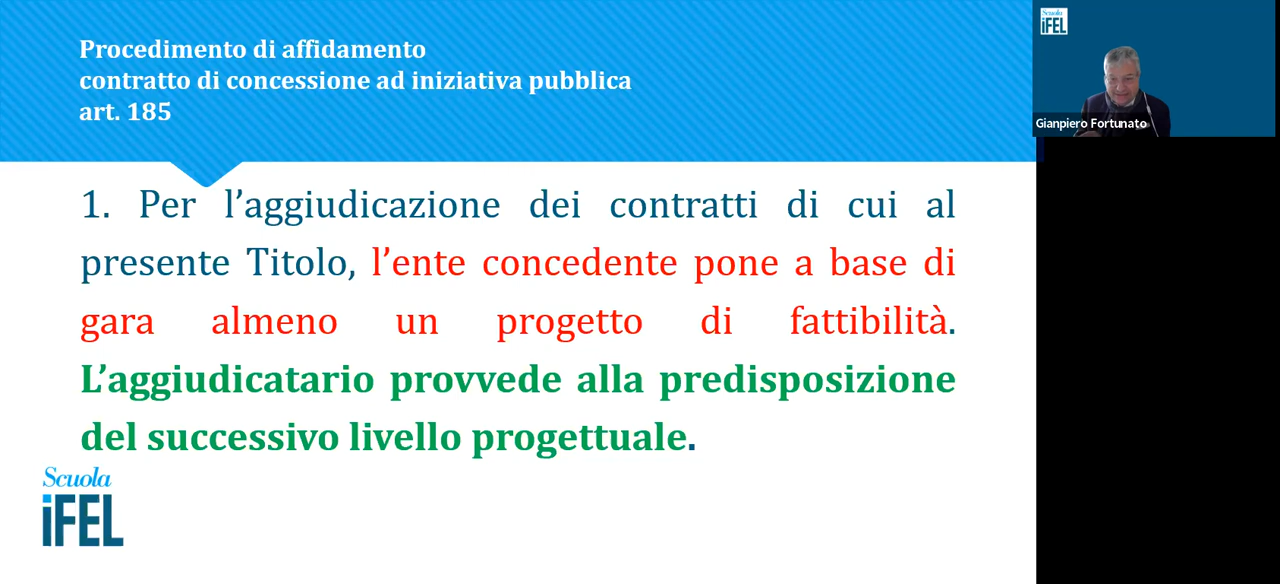 Procedimento di affidamento
contratto di concessione ad iniziativa pubblica
art. 185
1. Per l’aggiudicazione dei contratti di cui al
presente Titolo, l’ente concedente pone a base di
gara almeno un progetto di fattibilità.
L’aggiudicatario provvede alla predisposizione
del successivo livello progettuale.
Scuola
iFEL
Scuola
iFEL
Gianpiero Fortunato